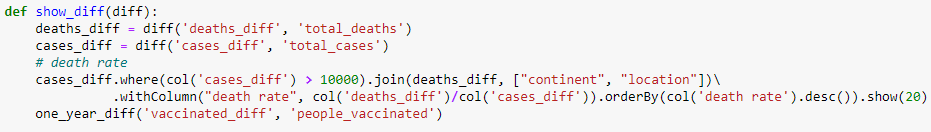 def show_diff(diff):
    deaths_diff = diff('deaths_diff', 'total_deaths')
    cases_diff = diff('cases_diff', 'total_cases')
    # death rate
    cases_diff.where(col('cases_diff') > 10000).join(deaths_diff, ["continent", "location"])\
              .withColumn("death rate", col('deaths_diff')/col('cases_diff')).orderBy(col('death rate').desc()).show(20)
    one_year_diff('vaccinated_diff', 'people_vaccinated')